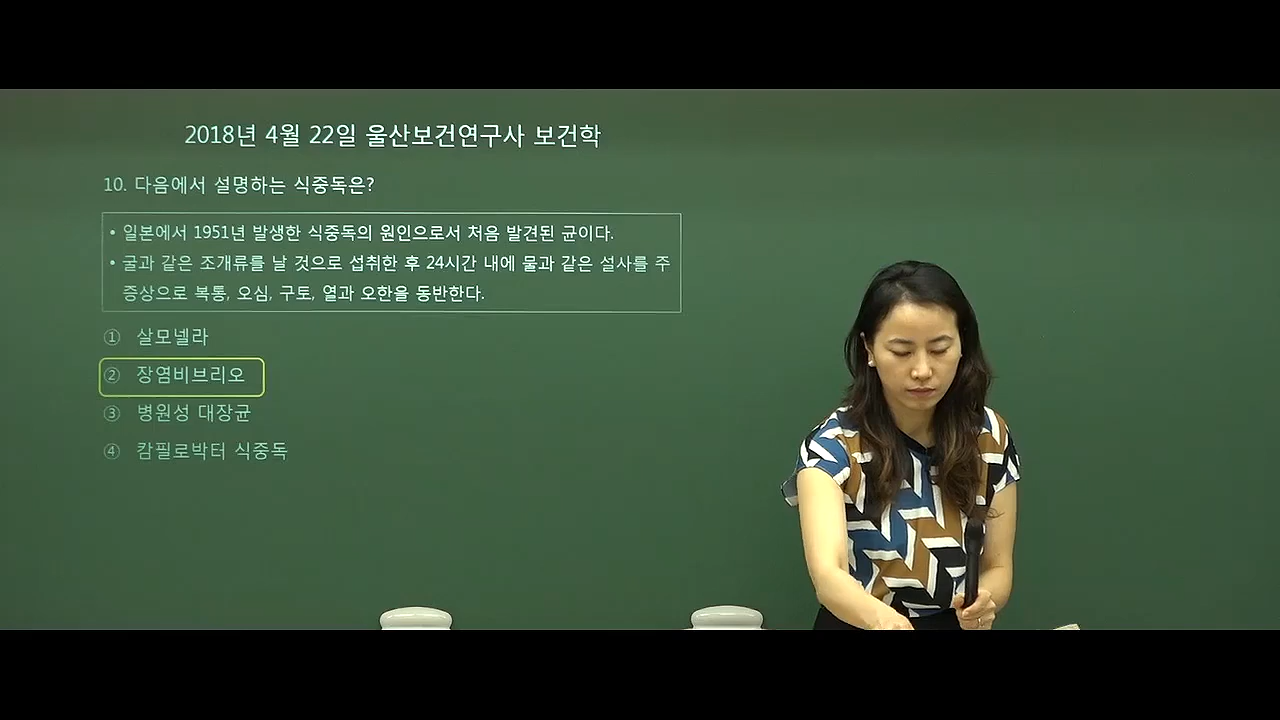 2018년 4월 22일 울산보건연구사 보건학
10. 다음에서 설명하는 식중독은?
• 일본에서 1951년 발생한 식중독의 원인으로서 처음 발견된 균이다.
• 굴과 같은 조개류를 날 것으로 섭취한 후 24시간 내에 물과 같은 설사를 주
증상으로 복통, 오심, 구토, 열과 오한을 동반한다.
① 살모넬라
② 장염비브리오
③ 병원성 대장균
④ 캄필로박터 식중독